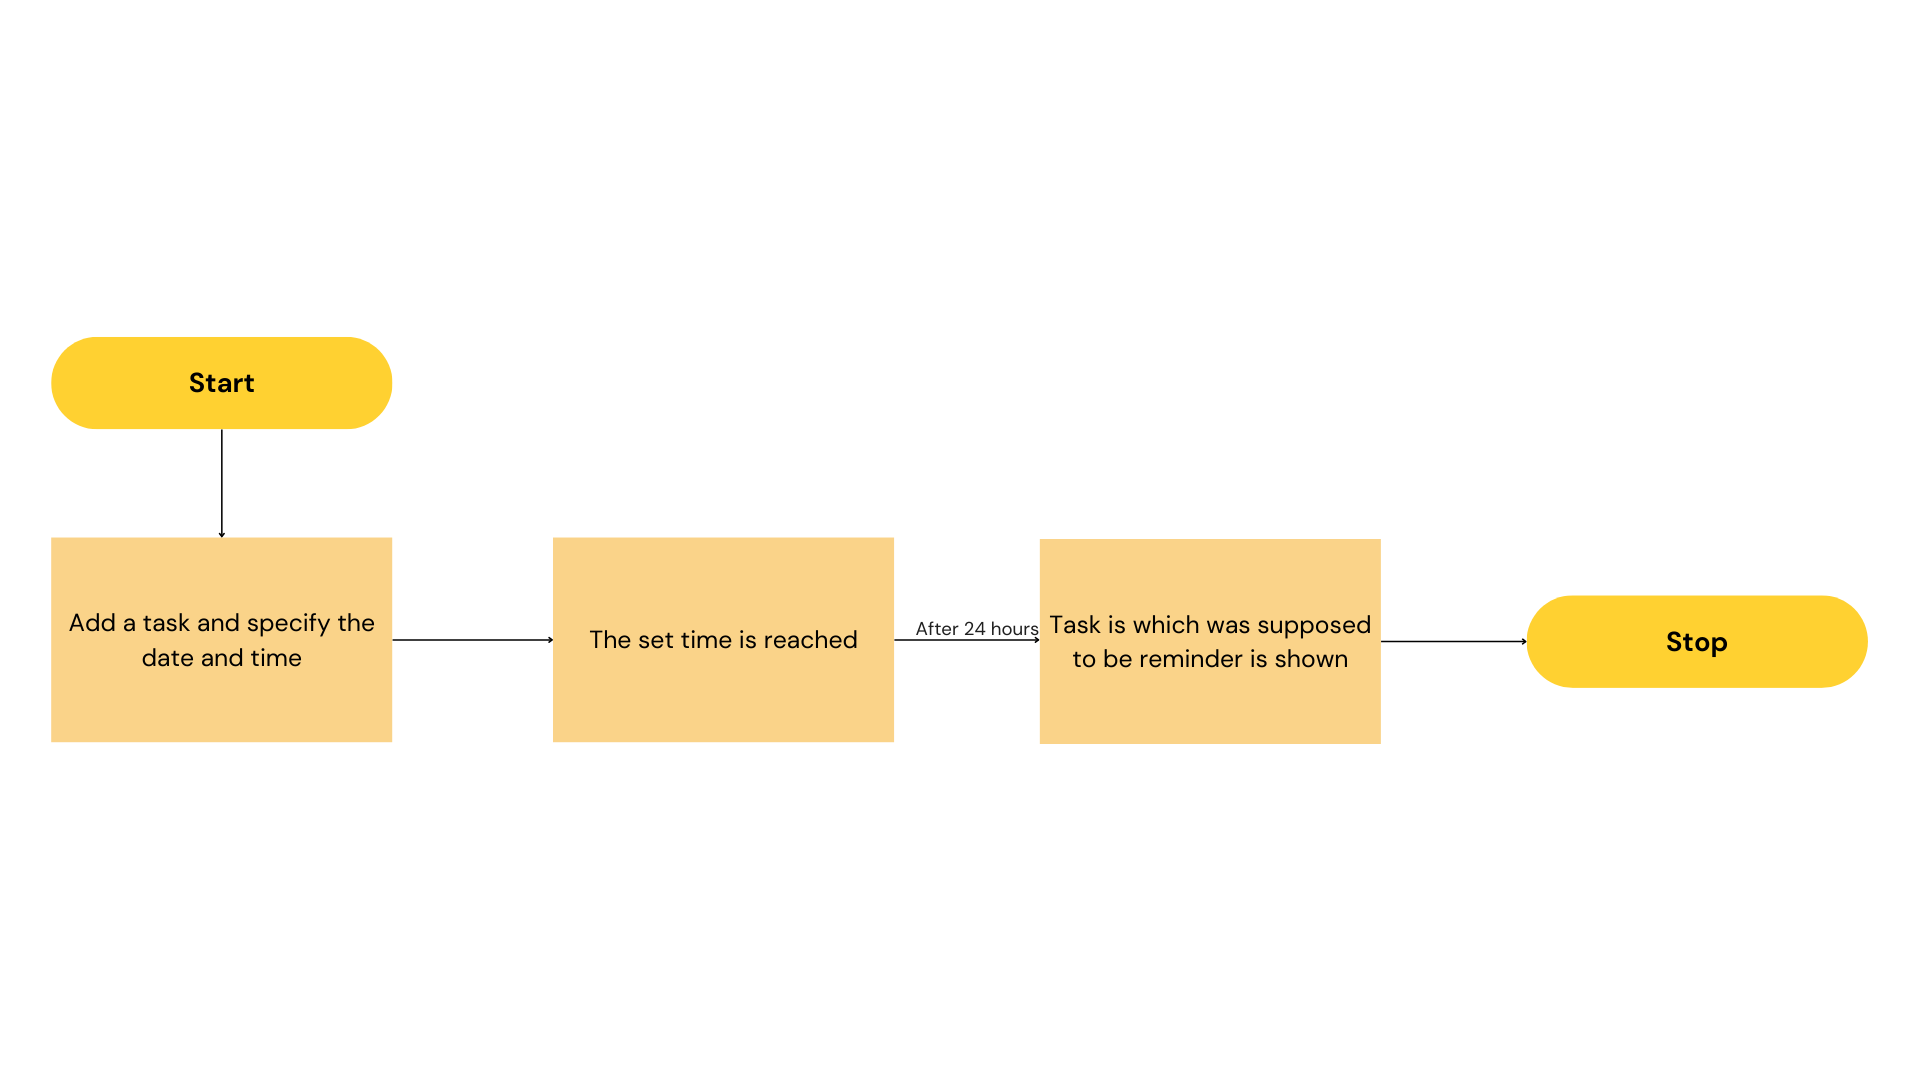 Start
Add a task and specify the
date and time
The set time is reached
After 24 hours
Task is which was supposed
to be reminder is shown
Stop